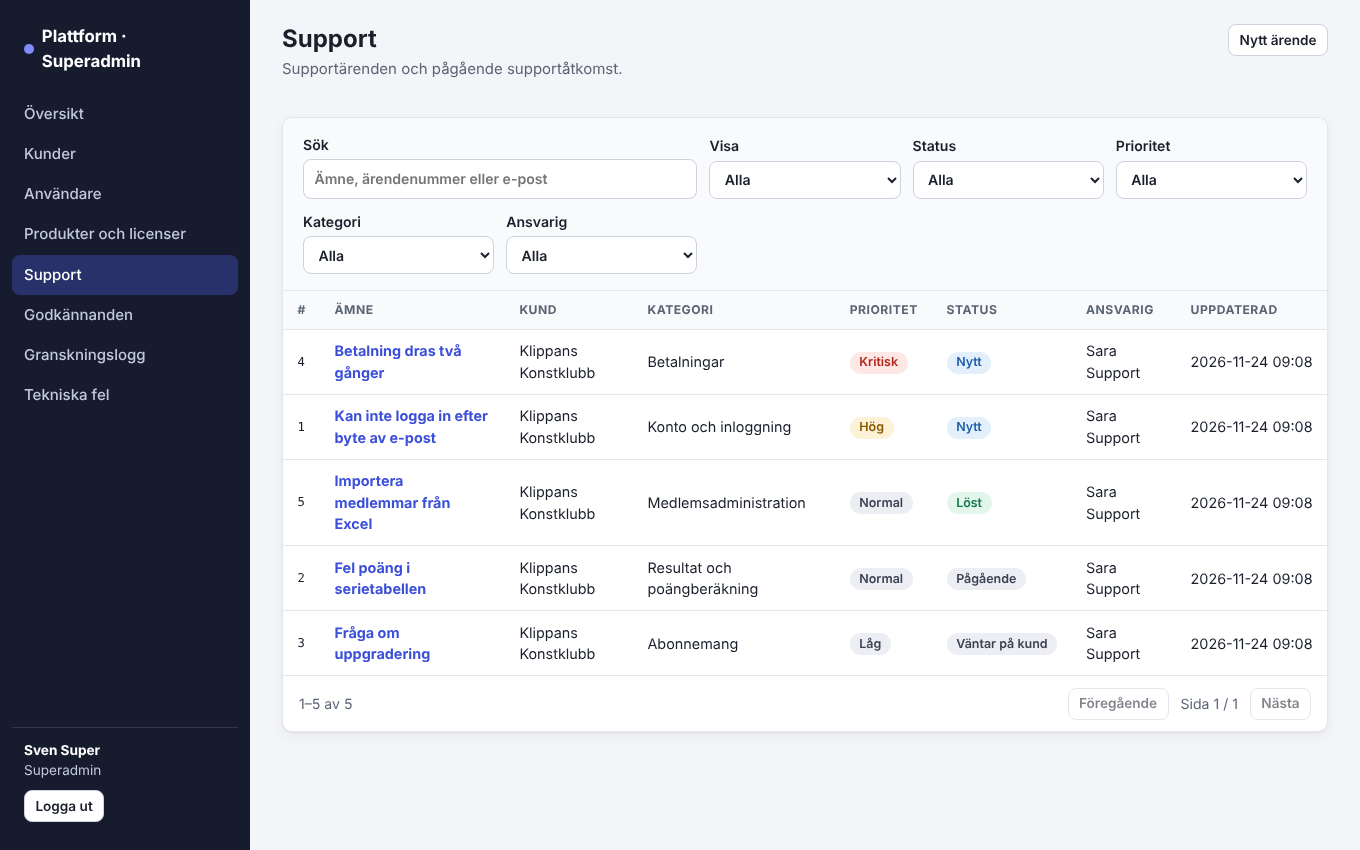 Plattform ·
Superadmin
Översikt
Kunder
Användare
Produkter och licenser
Support
Godkännanden
Granskningslogg
Tekniska fel
Sven Super
Superadmin
Logga ut
Support
Supportärenden och pågående supportåtkomst.
Nytt ärende
Sök
Ämne, ärendenummer eller e-post
Visa
Alla
Status
Alla
Prioritet
Alla
Kategori
Alla
Ansvarig
Alla
# ÄMNE KUND KATEGORI PRIORITET STATUS ANSVARIG UPPDATERAD
4 Betalning dras två gånger Klippans Konstklubb Betalningar Kritisk Nytt Sara Support 2026-11-24 09:08
1 Kan inte logga in efter byte av e-post Klippans Konstklubb Konto och inloggning Hög Nytt Sara Support 2026-11-24 09:08
5 Importera medlemmar från Excel Klippans Konstklubb Medlemsadministration Normal Löst Sara Support 2026-11-24 09:08
2 Fel poäng i serietabellen Klippans Konstklubb Resultat och poängberäkning Normal Pågående Sara Support 2026-11-24 09:08
3 Fråga om uppgradering Klippans Konstklubb Abonnemang Låg Väntar på kund Sara Support 2026-11-24 09:08
1–5 av 5
Föregående
Sida 1 / 1
Nästa